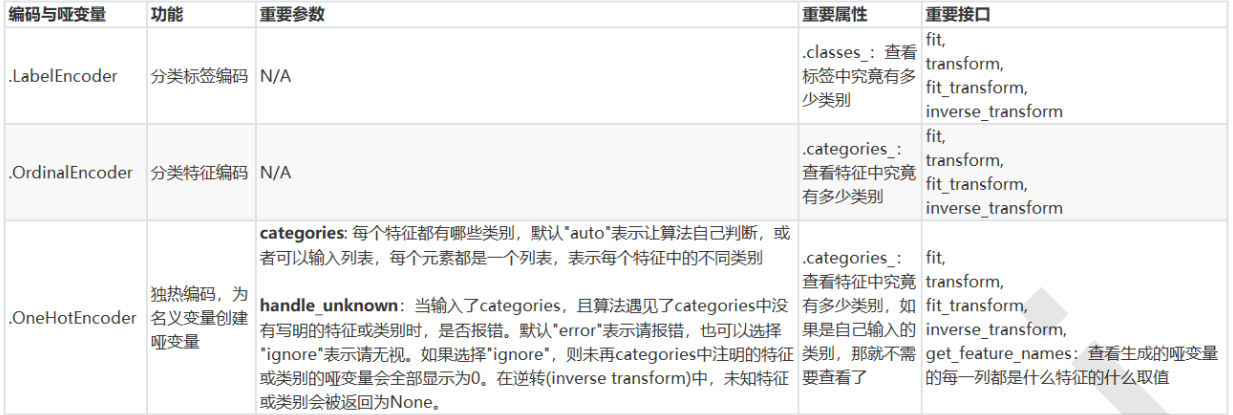 编码与哑变量 功能 重要参数 重要属性 重要接口
.LabelEncoder 分类标签编码 N/A
.classes_：查看
标签中究竟有多
少类别
fit,
transform,
fit_transform,
inverse_transform
.OrdinalEncoder 分类特征编码 N/A
.categories_：
查看特征中究竟
有多少类别
fit,
transform,
fit_transform,
inverse_transform
.OneHotEncoder
独热编码，为
名义变量创建
哑变量
categories: 每个特征都有哪些类别，默认"auto"表示让算法自己判断，或
者可以输入列表，每个元素都是一个列表，表示每个特征中的不同类别
handle_unknown：当输入了categories，且算法遇见了categories中没
有写明的特征或类别时，是否报错。默认"error"表示请报错，也可以选择
"ignore"表示请无视。如果选择"ignore"，则未再categories中注明的特征
或类别的哑变量会全部显示为0。在逆转(inverse transform)中，未知特征
或类别会被返回为None。
.categories_：
查看特征中究竟
有多少类别，如
果是自己输入的
类别，那就不需
要查看了
fit,
transform,
fit_transform,
inverse_transform,
get_feature_names：查看生成的哑变量
的每一列都是什么特征的什么取值